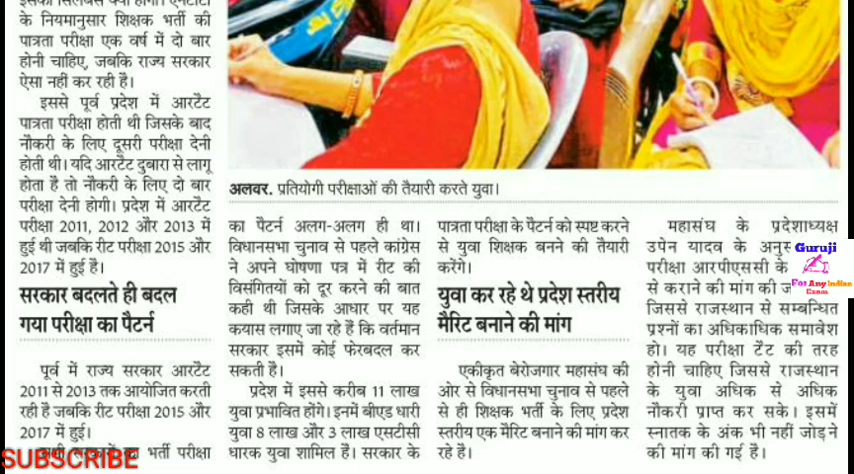 इसका सिलेबस क्या होगा। एनसीटीई
के नियमानुसार शिक्षक भर्ती की
पात्रता परीक्षा एक वर्ष में दो बार
होनी चाहिए, जबकि राज्य सरकार
ऐसा नहीं कर रही है।
इससे पूर्व प्रदेश में आरटैट
पात्रता परीक्षा होती थी जिसके बाद
नौकरी के लिए दूसरी परीक्षा देनी
होती थी। यदि आरटैट दुबारा से लागू
होता है तो नौकरी के लिए दो बार
परीक्षा देनी होगी। प्रदेश में आरटैट
परीक्षा 2011, 2012 और 2013 में
हुई थी जबकि रीट परीक्षा 2015 और
2017 में हुई है।
सरकार बदलते ही बदल
गया परीक्षा का पैटर्न
पूर्व में राज्य सरकार आरटैट
2011 से 2013 तक आयोजित करती
रही है जबकि रीट परीक्षा 2015 और
2017 में हुई।
भर्ती परीक्षा
अलवर. प्रतियोगी परीक्षाओं की तैयारी करते युवा।
का पैटर्न अलग-अलग ही था।
विधानसभा चुनाव से पहले कांग्रेस
ने अपने घोषणा पत्र में रीट की
विसंगितयों को दूर करने की बात
कही थी जिसके आधार पर यह
कयास लगाए जा रहे हैं कि वर्तमान
सरकार इसमें कोई फेरबदल कर
सकती है।
प्रदेश में इससे करीब 11 लाख
युवा प्रभावित होंगे। इनमें बीएड धारी
युवा 8 लाख और 3 लाख एसटीसी
धारक युवा शामिल है। सरकार के
पात्रता परीक्षा के पैटर्न को स्पष्ट करने
से युवा शिक्षक बनने की तैयारी
करेंगे।
युवा कर रहे थे प्रदेश स्तरीय
मैरिट बनाने की मांग
एकीकृत बेरोजगार महासंघ की
ओर से विधानसभा चुनाव से पहले
से ही शिक्षक भर्ती के लिए प्रदेश
स्तरीय एक मैरिट बनाने की मांग कर
रहे है।
महासंघ के प्रदेशाध्यक्ष
उपेन यादव के
परीक्षा आरपीएससी के
से कराने की मांग की
जिससे राजस्थान से सम्बन्धित
प्रश्नों का अधिकाधिक समावेश
हो। यह परीक्षा टैट की तरह
होनी चाहिए जिससे राजस्थान
के युवा अधिक से अधिक
नौकरी प्राप्त कर सके। इसमें
स्नातक के अंक भी नहीं जोड़ने
की मांग की गई है।
Guruji
For Any Indian
Exam
SUBSCRIBE